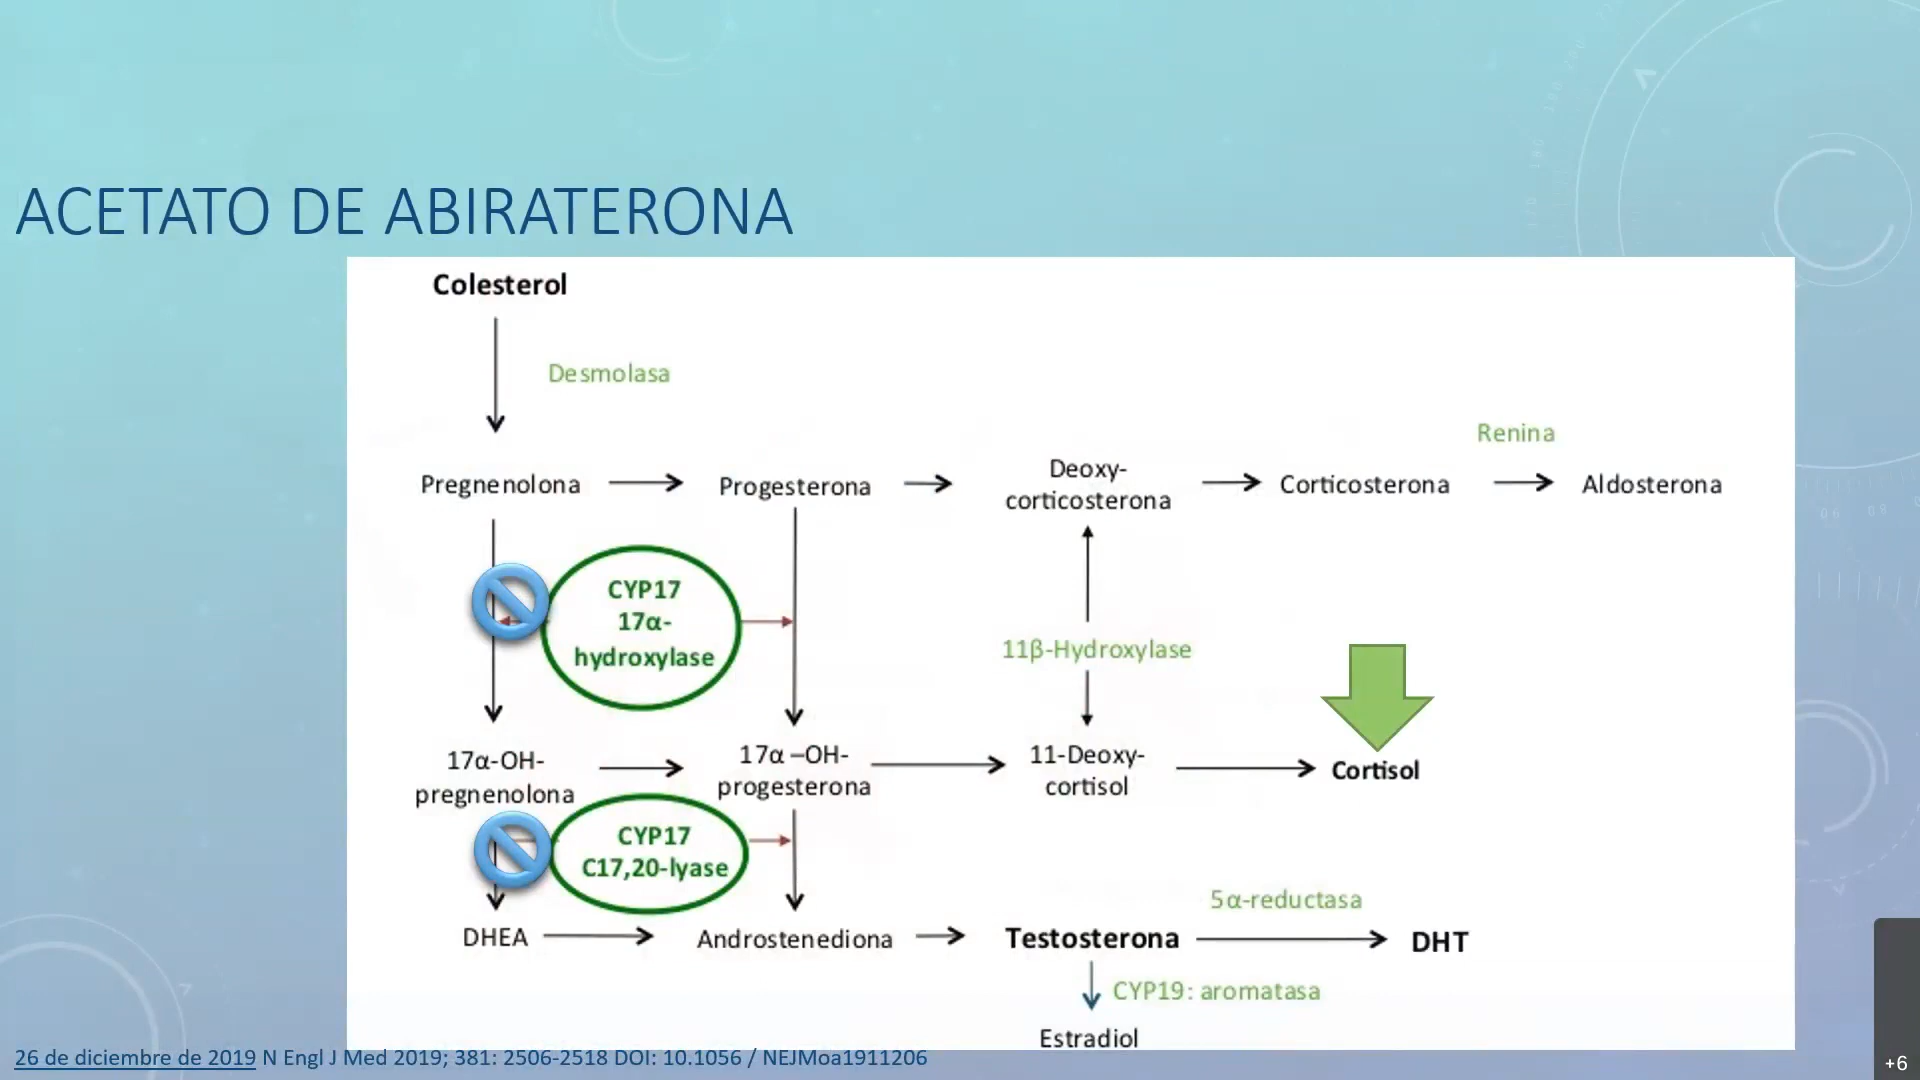 ACETATO DE ABIRATERONA
Colesterol
Desmolasa
Renina
Pregnenolona
Progesterona
Deoxy-
corticosterona
Corticosterona
Aldosterona
CYP17
17α-
hydroxylase
11β-Hydroxylase
17α-OH-
pregnenolona
17α –OH-
progesterona
11-Deoxy-
cortisol
Cortisol
CYP17
C17,20-lyase
5α-reductasa
DHEA
Androstenediona
Testosterona
DHT
CYP19: aromatasa
Estradiol
26 de diciembre de 2019 N Engl J Med 2019; 381: 2506-2518 DOI: 10.1056 / NEJMoa1911206
+6